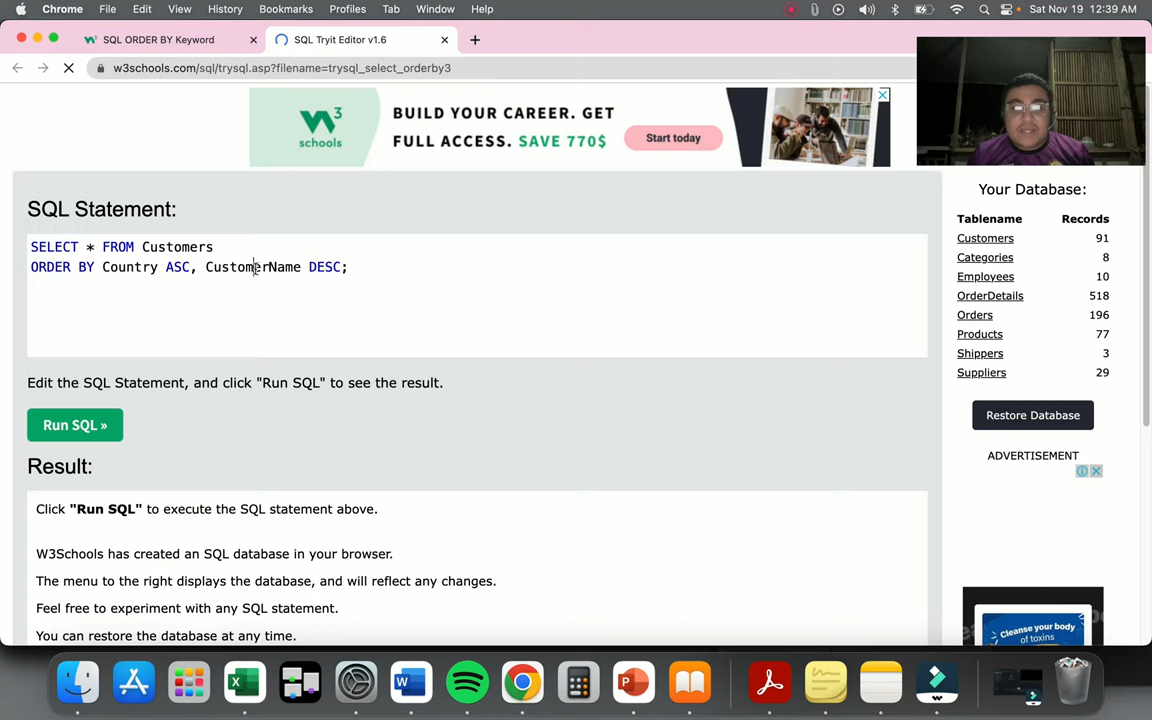 Chrome File Edit View History Bookmarks Profiles Tab Window Help Sat Nov 19 12:39 AM
SQL ORDER BY Keyword SQL Tryit Editor v1.6
w3schools.com/sql/trysql.asp?filename=trysql_select_orderby3
W3 schools
BUILD YOUR CAREER. GET
FULL ACCESS. SAVE 770$
Start today
SQL Statement:
SELECT * FROM Customers
ORDER BY Country ASC, CustomerName DESC;
Edit the SQL Statement, and click "Run SQL" to see the result.
Run SQL »
Result:
Click "Run SQL" to execute the SQL statement above.
W3Schools has created an SQL database in your browser.
The menu to the right displays the database, and will reflect any changes.
Feel free to experiment with any SQL statement.
You can restore the database at any time.
Your Database:
Tablename Records
Customers 91
Categories 8
Employees 10
OrderDetails 518
Orders 196
Products 77
Shippers 3
Suppliers 29
Restore Database
ADVERTISEMENT
Cleanse your body
of toxins